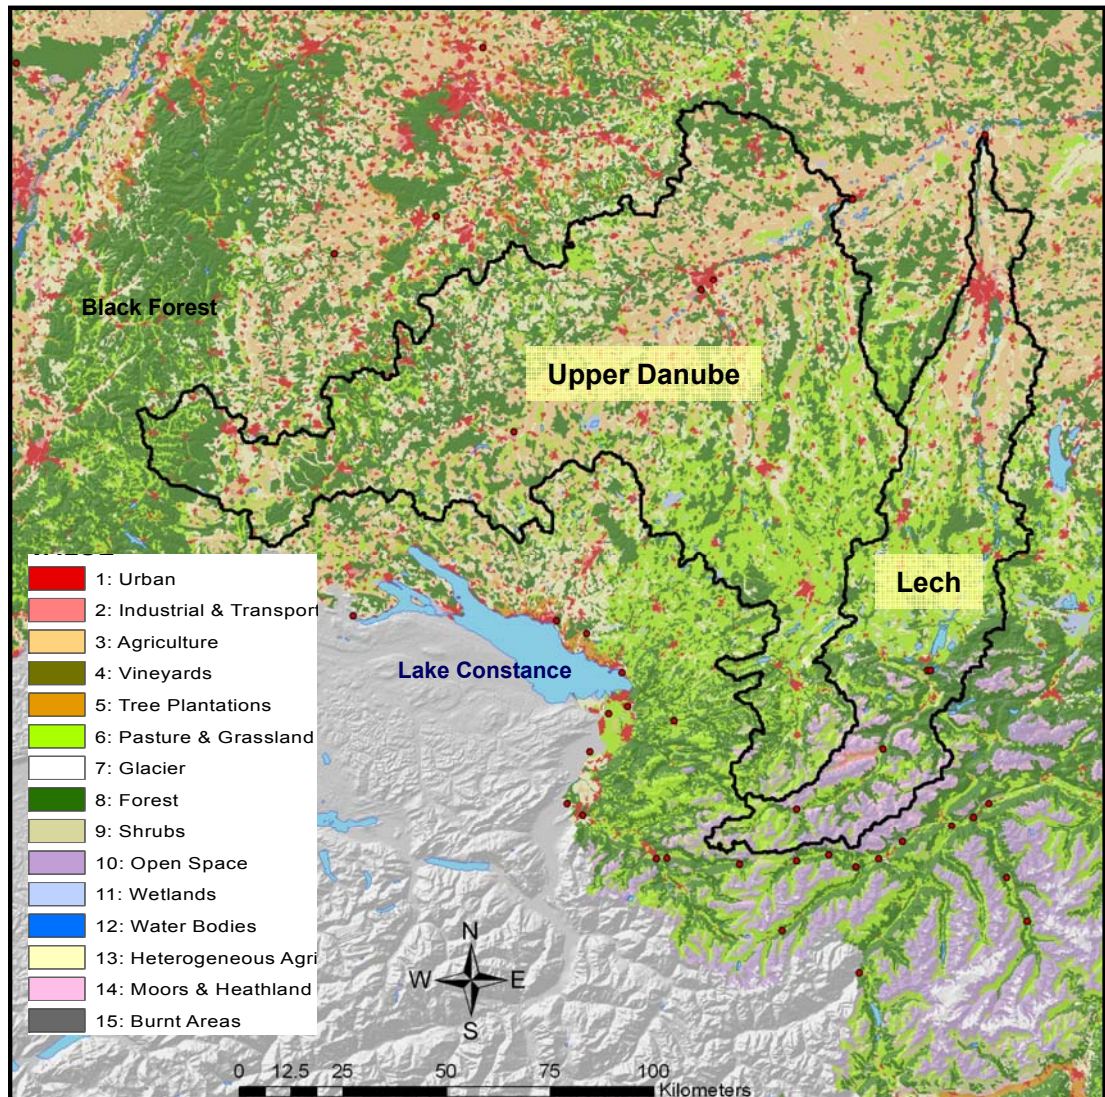 Black Forest
Upper Danube
Lech
Lake Constance
1: Urban
2: Industrial & Transport
3: Agriculture
4: Vineyards
5: Tree Plantations
6: Pasture & Grassland
7: Glacier
8: Forest
9: Shrubs
10: Open Space
11: Wetlands
12: Water Bodies
13: Heterogeneous Agri
14: Moors & Heathland
15: Burnt Areas
N
W E
S
0 12.5 25 50 75 100
Kilometers